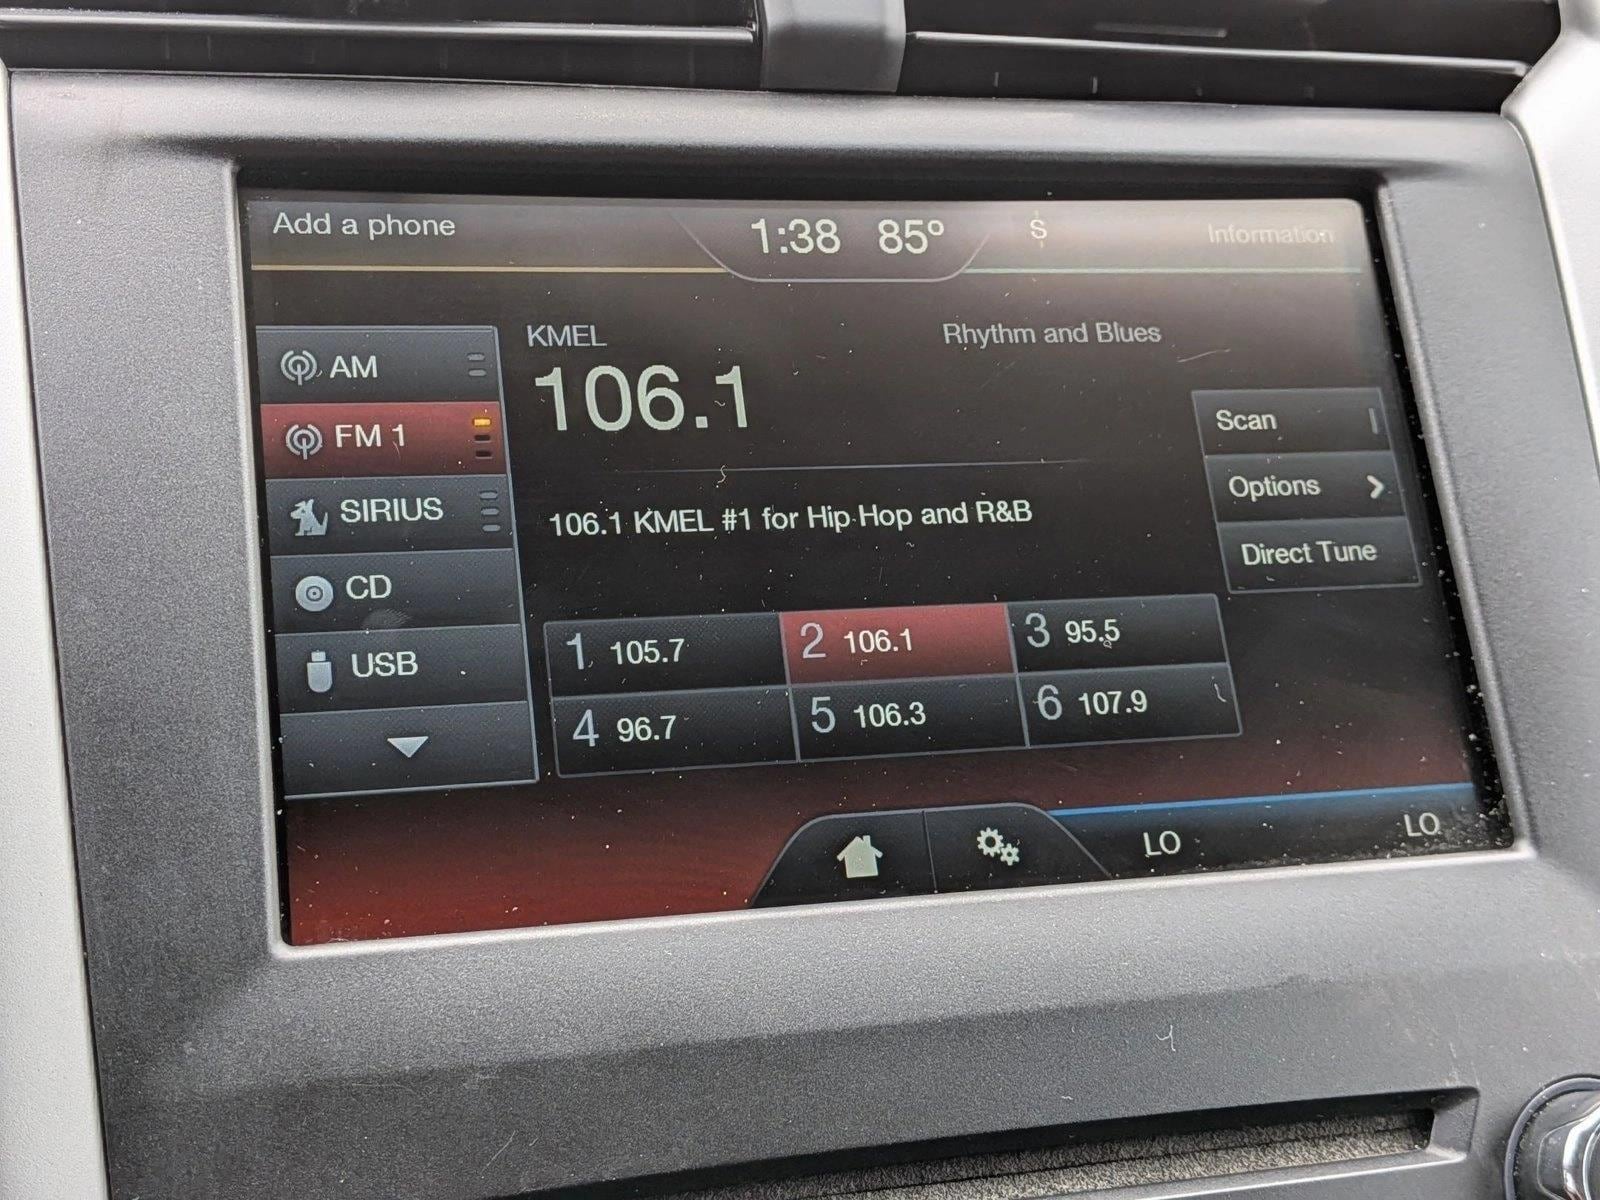 Add a phone
1:38 85°
S
Information
AM
FM 1
SIRIUS
CD
USB
KMEL
Rhythm and Blues
106.1
106.1 KMEL #1 for Hip Hop and R&B
Scan
Options
Direct Tune
1 105.7
2 106.1
3 95.5
4 96.7
5 106.3
6 107.9
LO
LO